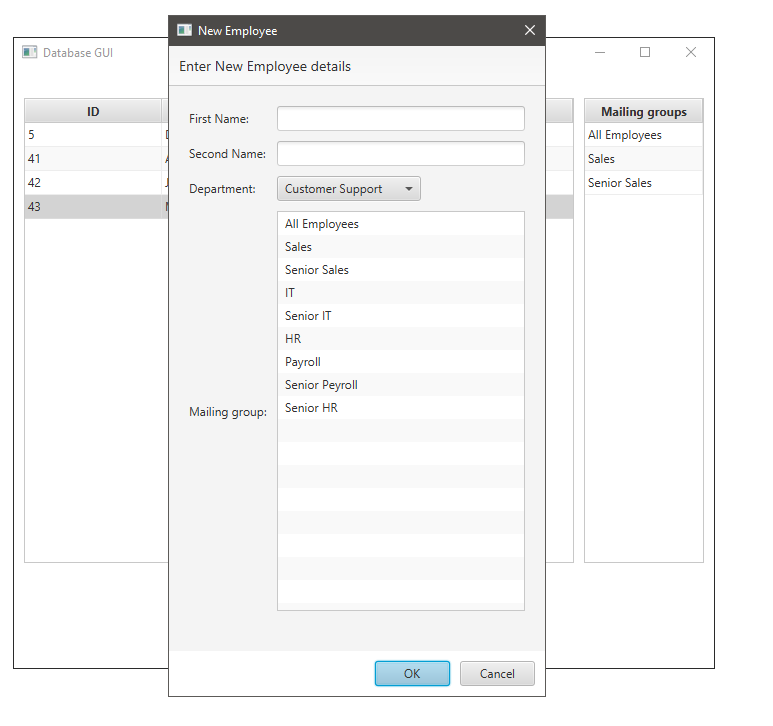 New Employee
Database GUI
Enter New Employee details
ID
Mailing groups
5
All Employees
41
Sales
42
Senior Sales
43
First Name:
Second Name:
Department:
Customer Support
Mailing group:
All Employees
Sales
Senior Sales
IT
Senior IT
HR
Payroll
Senior Peyroll
Senior HR
OK
Cancel